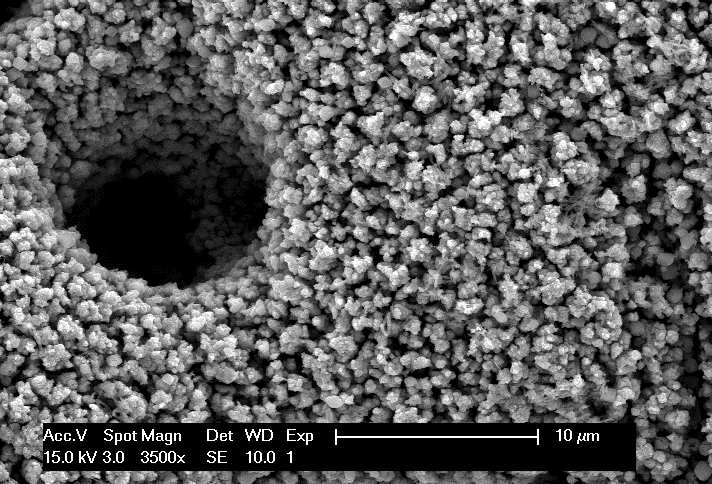 Acc.V Spot Magn Det WD Exp 10 µm
15.0 kV 3.0 3500x SE 10.0 1